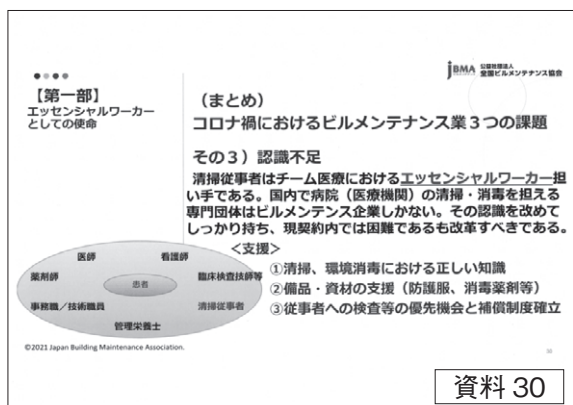 JBMA 公益社団法人
全国ビルメンテナンス協会
【第一部】
エッセンシャルワーカー
としての使命
(まとめ)
コロナ禍におけるビルメンテナンス業3つの課題
その3)認識不足
清掃従事者はチーム医療におけるエッセンシャルワーカー担
い手である。国内で病院(医療機関)の清掃・消毒を担える
専門団体はビルメンテンス企業しかない。その認識を改めて
しっかり持ち、現契約内では困難であるも改革すべきである。
<支援>
①清掃、環境消毒における正しい知識
②備品・資材の支援(防護服、消毒薬剤等)
③従事者への検査等の優先機会と補償制度確立
医師
看護師
薬剤師
臨床検査技師等
患者
事務職/技術職員
清掃従事者
管理栄養士
©2021 Japan Building Maintenance Association.
30
資料 30